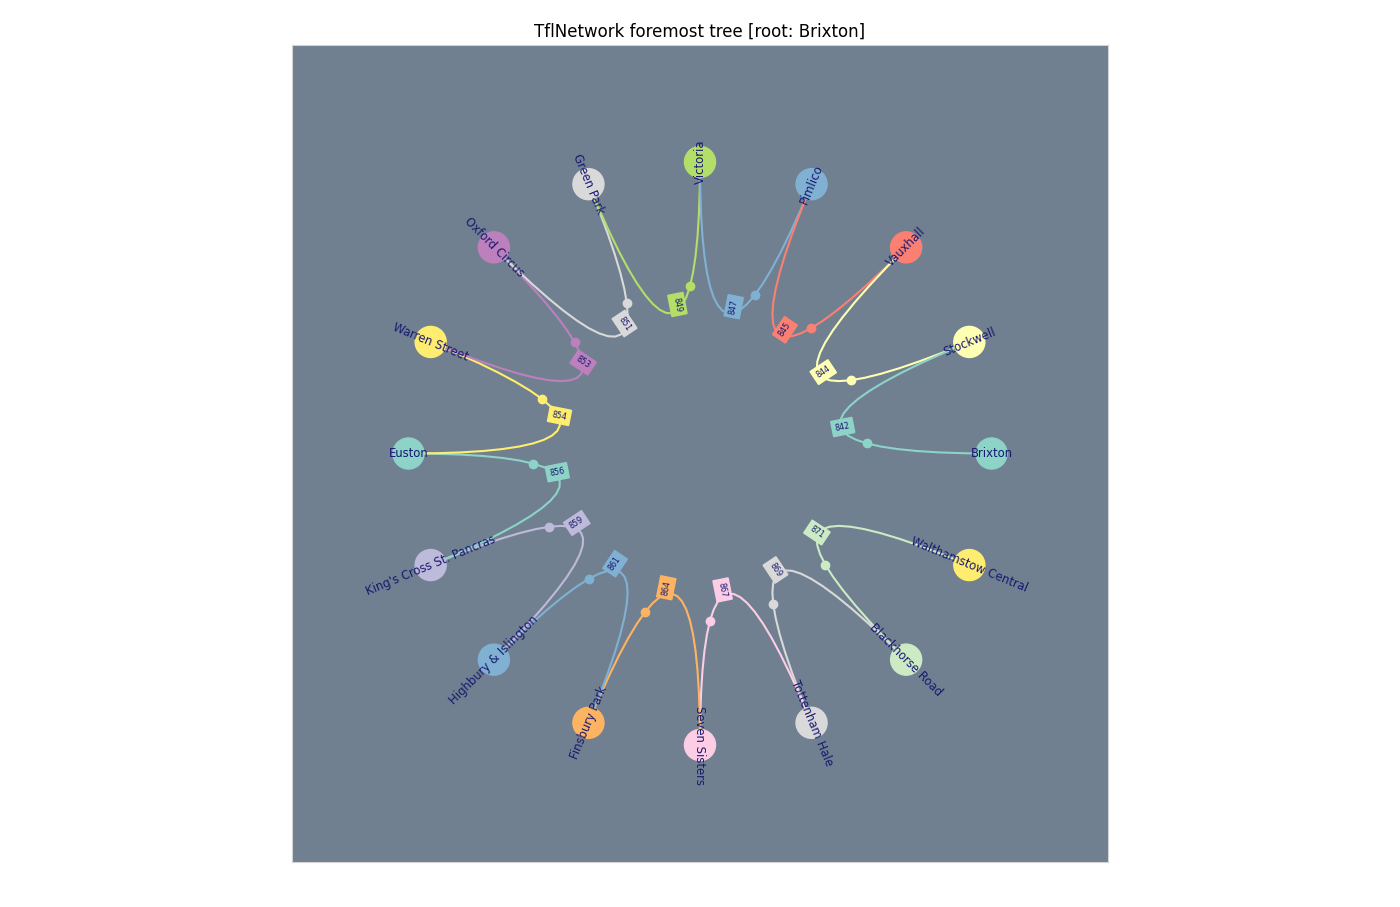 TflNetwork foremost tree [root: Brixton]
Brixton
842
Stockwell
844
Vauxhall
845
Pimlico
847
Victoria
849
Green Park
851
Oxford Circus
853
Warren Street
854
Euston
856
King's Cross St. Pancras
859
Highbury & Islington
861
Finsbury Park
864
Seven Sisters
867
Tottenham Hale
869
Blackhorse Road
871
Walthamstow Central